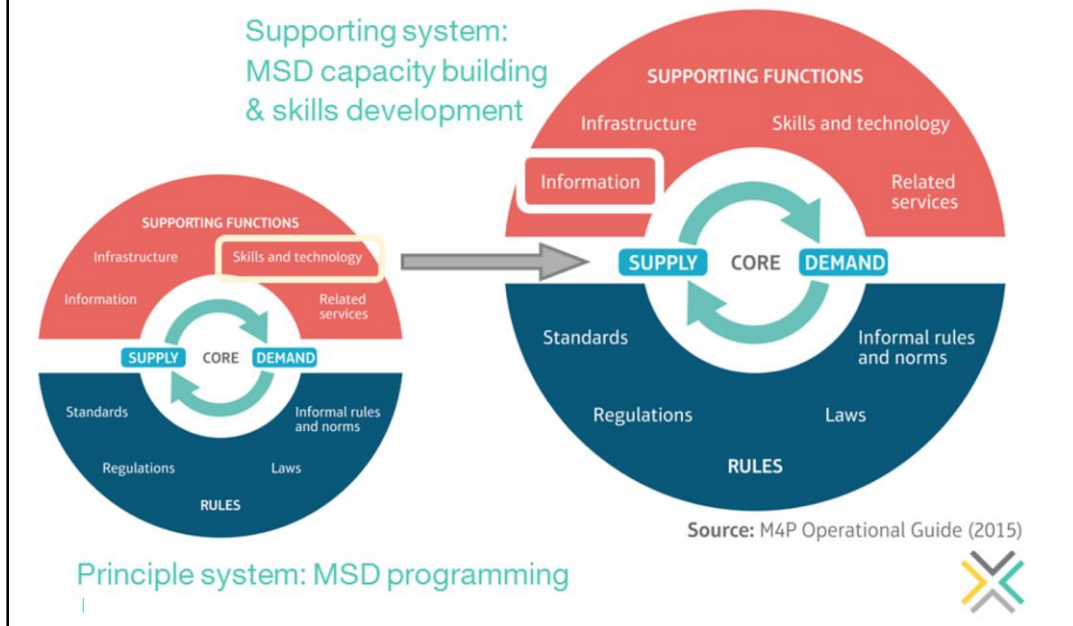 Supporting system:
MSD capacity building
& skills development
SUPPORTING FUNCTIONS
Infrastructure
Skills and technology
Information
Related
services
SUPPLY
CORE
DEMAND
Standards
Informal rules
and norms
Regulations
Laws
RULES
SUPPORTING FUNCTIONS
Infrastructure
Skills and technology
Information
Related
services
SUPPLY
CORE
DEMAND
Standards
Informal rules
and norms
Regulations
Laws
RULES
Source: M4P Operational Guide (2015)
Principle system: MSD programming